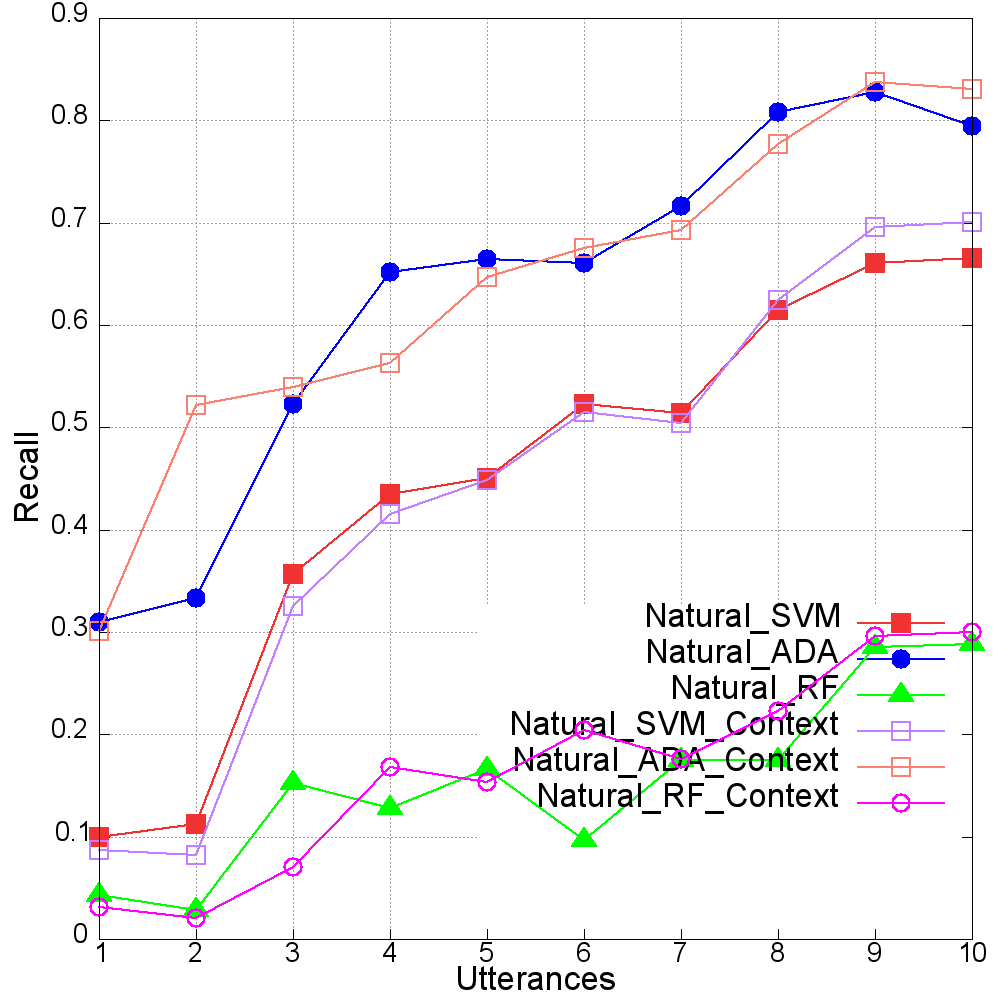 0.9
0.8
0.7
0.6
0.5
0.4
0.3
0.2
0.1
0
Recall
Natural_SVM
Natural_ADA
Natural_RF
Natural_SVM_Context
Natural_ADA_Context
Natural_RF_Context
1 2 3 4 5 6 7 8 9 10
Utterances